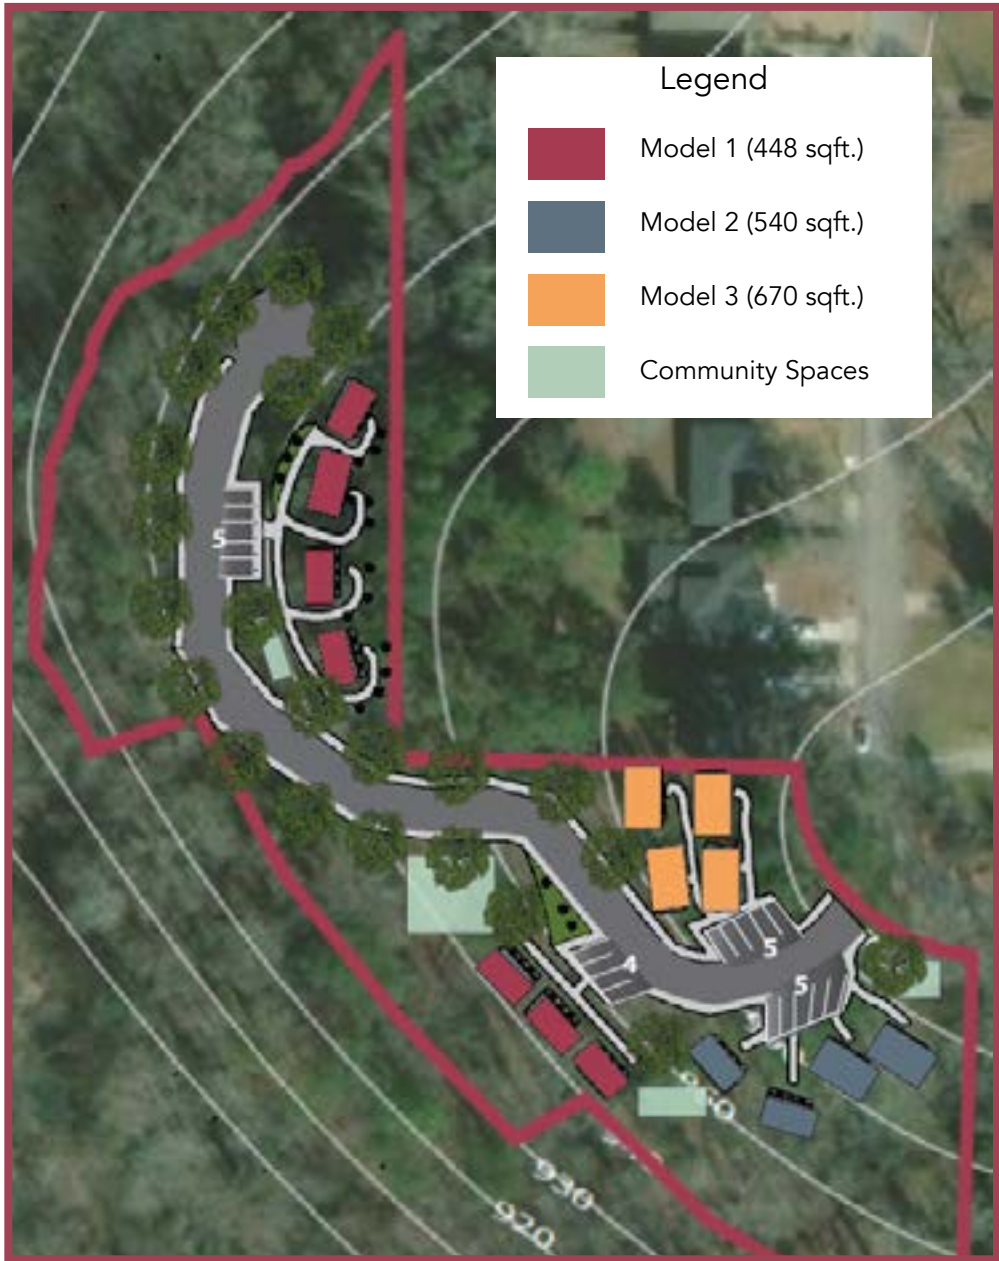 Legend
Model 1 (448 sqft.)
Model 2 (540 sqft.)
Model 3 (670 sqft.)
Community Spaces
5
5
4
5
930
920